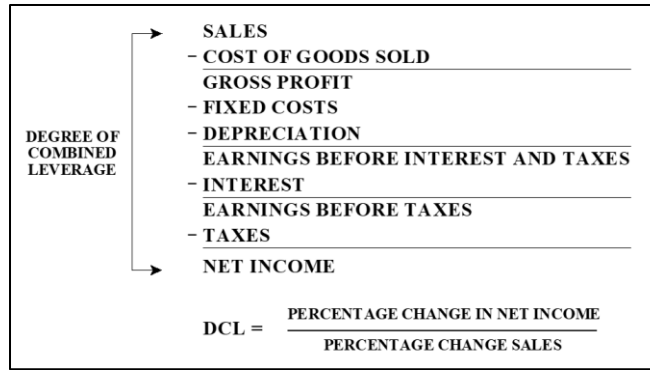 SALES
- COST OF GOODS SOLD
GROSS PROFIT
- FIXED COSTS
- DEPRECIATION
EARNINGS BEFORE INTEREST AND TAXES
- INTEREST
EARNINGS BEFORE TAXES
- TAXES
NET INCOME
DEGREE OF
COMBINED
LEVERAGE
DCL =
PERCENTAGE CHANGE IN NET INCOME
PERCENTAGE CHANGE SALES